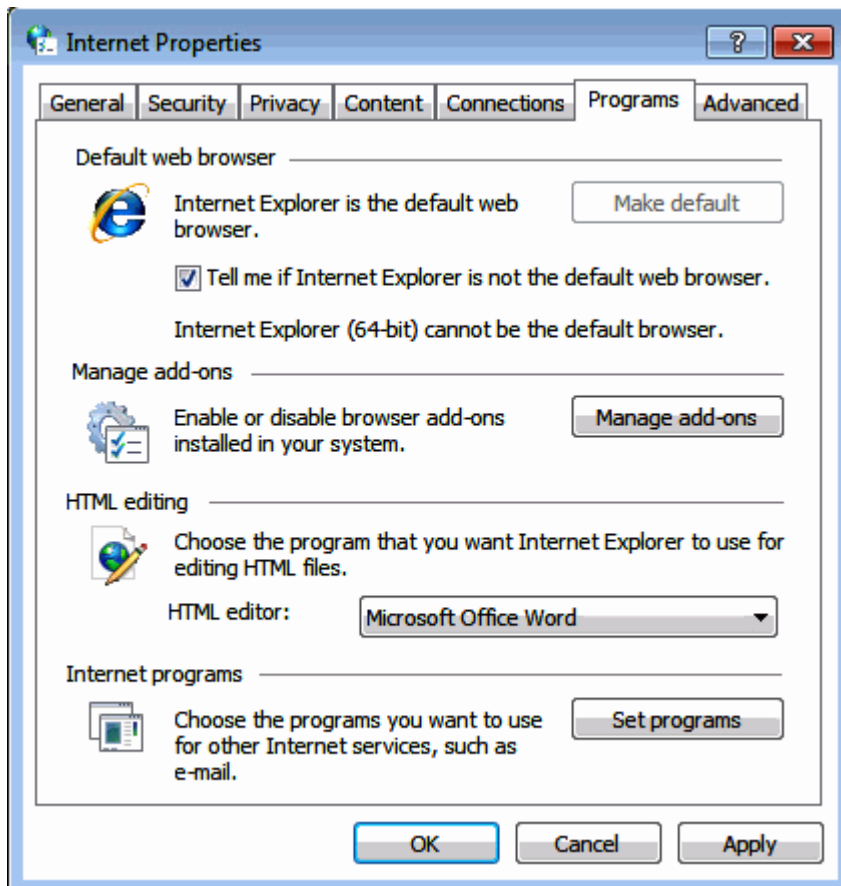 Internet Properties
General Security Privacy Content Connections Programs Advanced
Default web browser
Internet Explorer is the default web
browser.
Make default
Tell me if Internet Explorer is not the default web browser.
Internet Explorer (64-bit) cannot be the default browser.
Manage add-ons
Enable or disable browser add-ons
installed in your system.
Manage add-ons
HTML editing
Choose the program that you want Internet Explorer to use for
editing HTML files.
HTML editor:
Microsoft Office Word
Internet programs
Choose the programs you want to use
for other Internet services, such as
e-mail.
Set programs
OK Cancel Apply